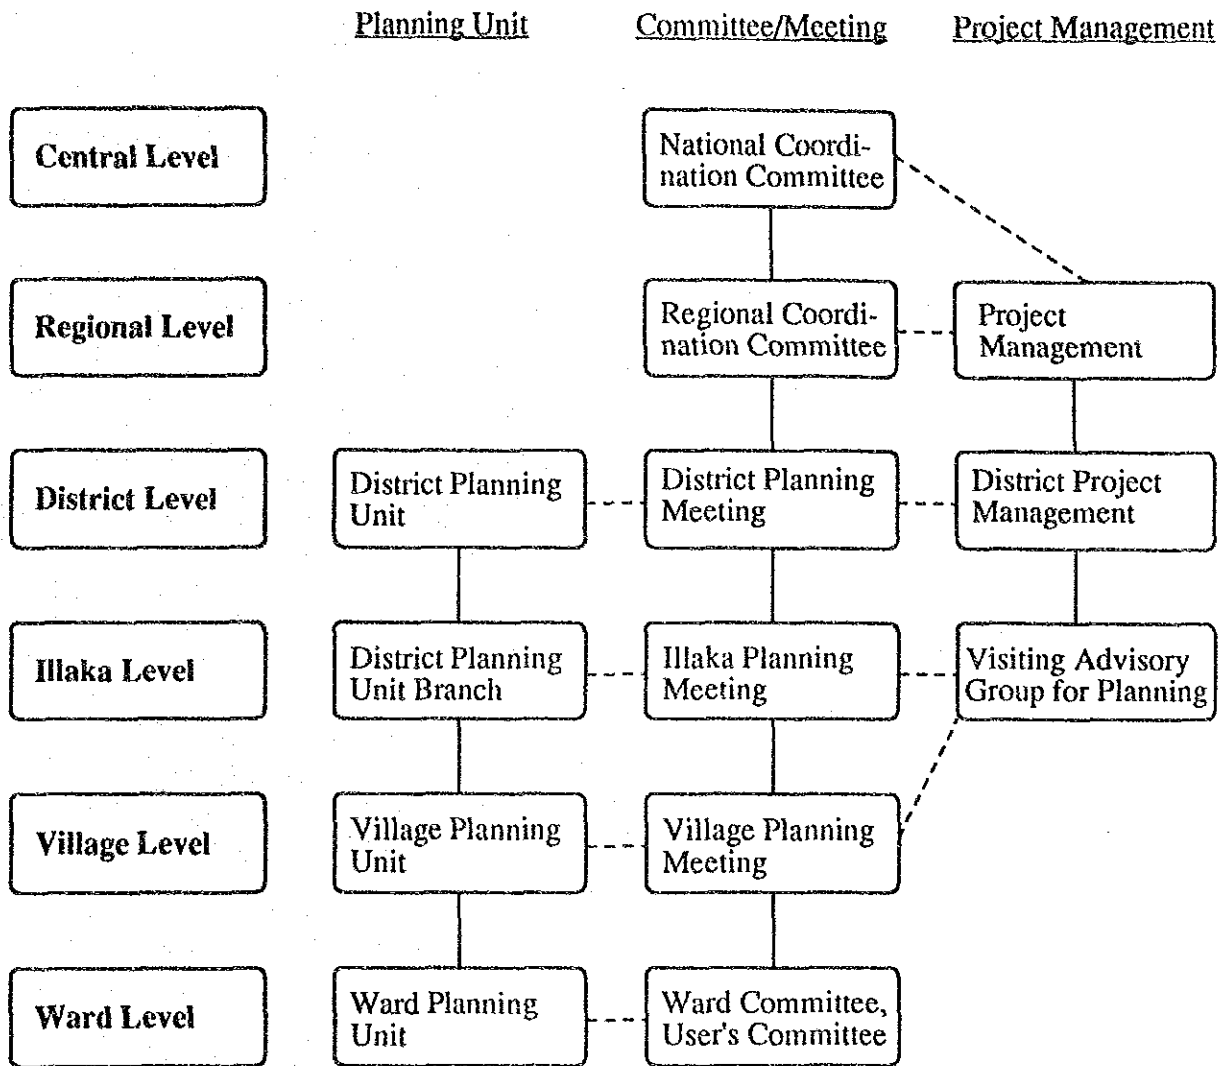 Planning Unit
Committee/Meeting
Project Management
Central Level
National Coordi-
nation Committee
Regional Level
Regional Coordi-
nation Committee
Project
Management
District Level
District Planning
Unit
District Planning
Meeting
District Project
Management
Illaka Level
District Planning
Unit Branch
Illaka Planning
Meeting
Visiting Advisory
Group for Planning
Village Level
Village Planning
Unit
Village Planning
Meeting
Ward Level
Ward Planning
Unit
Ward Committee,
User's Committee